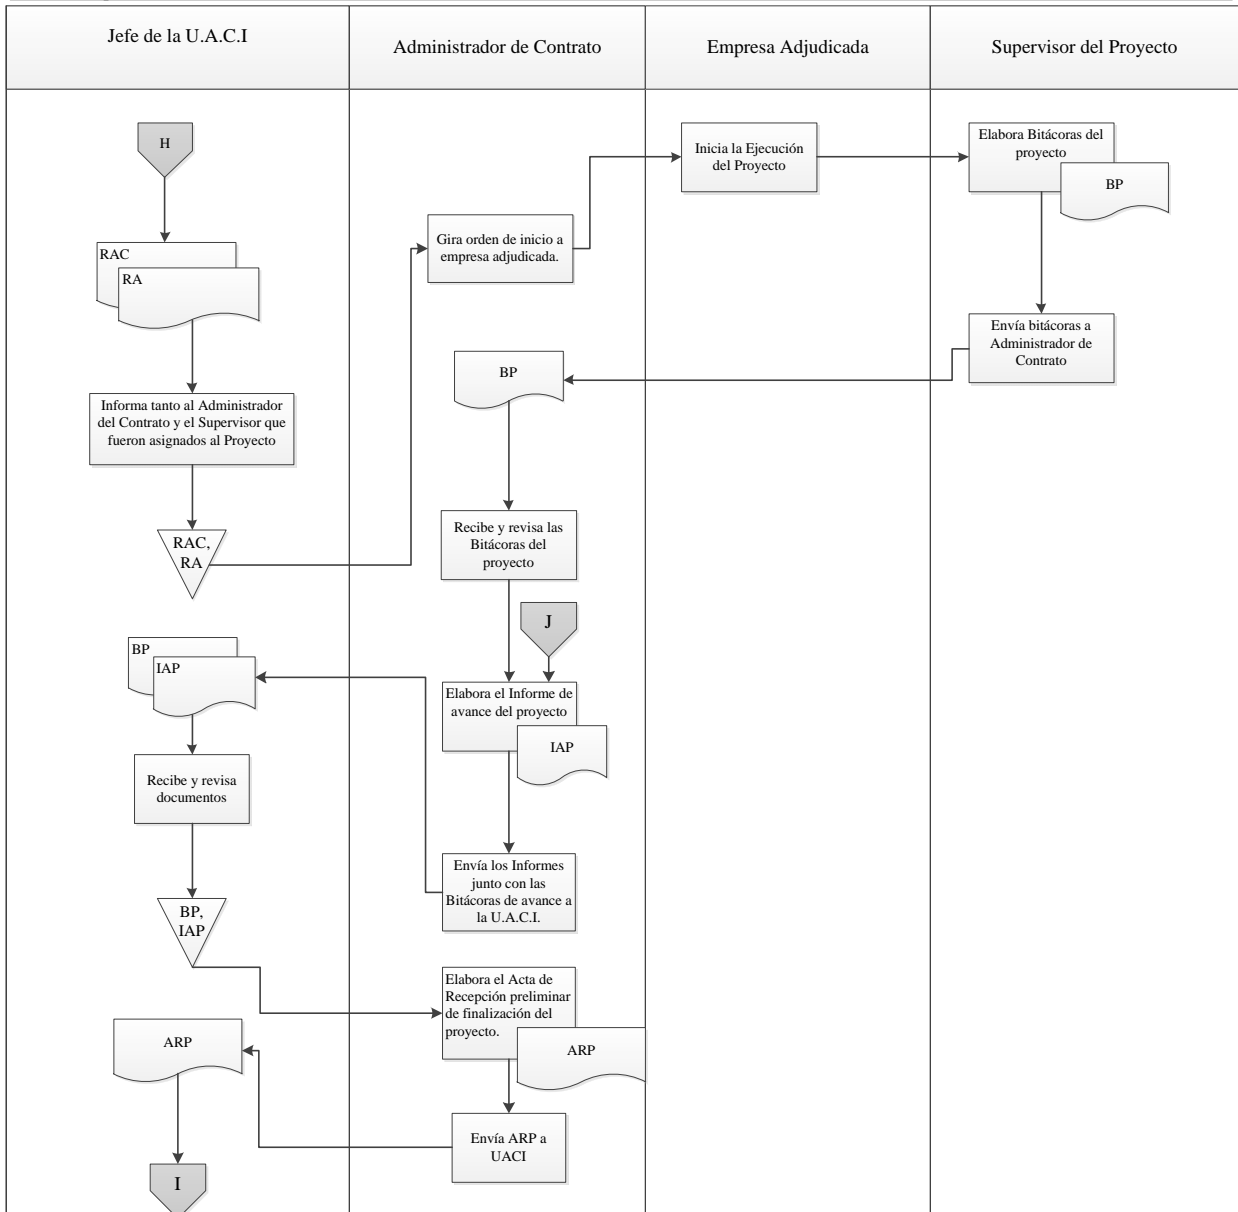 Jefe de la U.A.C.I
Administrador de Contrato
Empresa Adjudicada
Supervisor del Proyecto
H
Inicia la Ejecución
del Proyecto
Elabora Bitácoras del
proyecto
BP
RAC
RA
Gira orden de inicio a
empresa adjudicada.
Envía bitácoras a
Administrador de
Contrato
BP
Informa tanto al Administrador
del Contrato y el Supervisor que
fueron asignados al Proyecto
RAC,
RA
Recibe y revisa las
Bitácoras del
proyecto
J
BP
IAP
Elabora el Informe de
avance del proyecto
IAP
Recibe y revisa
documentos
Envía los Informes
junto con las
Bitácoras de avance a
la U.A.C.I.
BP,
IAP
Elabora el Acta de
Recepción preliminar
de finalización del
proyecto.
ARP
ARP
Envía ARP a
UACI
I